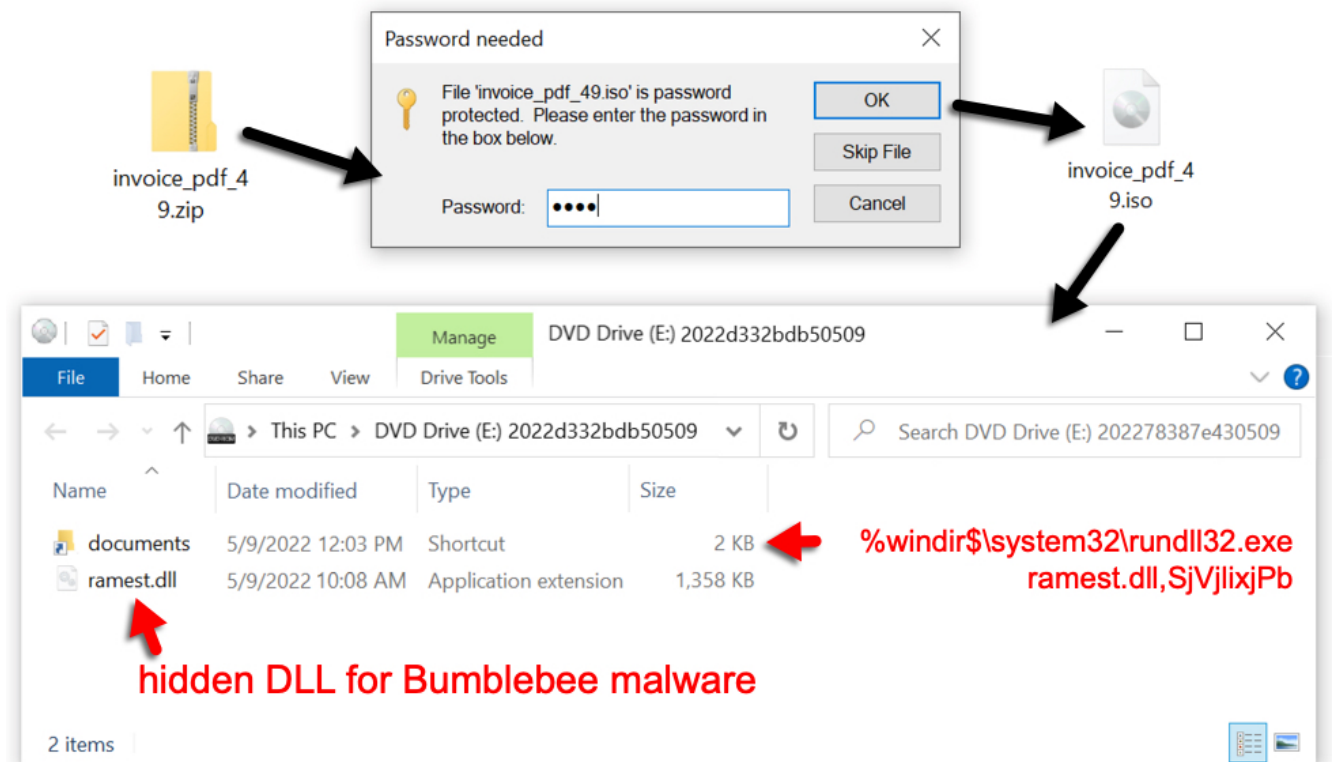 Password needed
File 'invoice_pdf_49.iso' is password
protected. Please enter the password in
the box below.
Password:
OK
Skip File
Cancel
invoice_pdf_4
9.zip
invoice_pdf_4
9.iso
Manage
DVD Drive (E:) 2022d332bdb50509
File
Home
Share
View
Drive Tools
This PC > DVD Drive (E:) 2022d332bdb50509
Search DVD Drive (E:) 202278387e430509
Name
Date modified
Type
Size
documents 5/9/2022 12:03 PM Shortcut 2 KB
%windir$\system32\rundll32.exe
ramest.dll,SjVjlixjPb
ramest.dll 5/9/2022 10:08 AM Application extension 1,358 KB
hidden DLL for Bumblebee malware
2 items